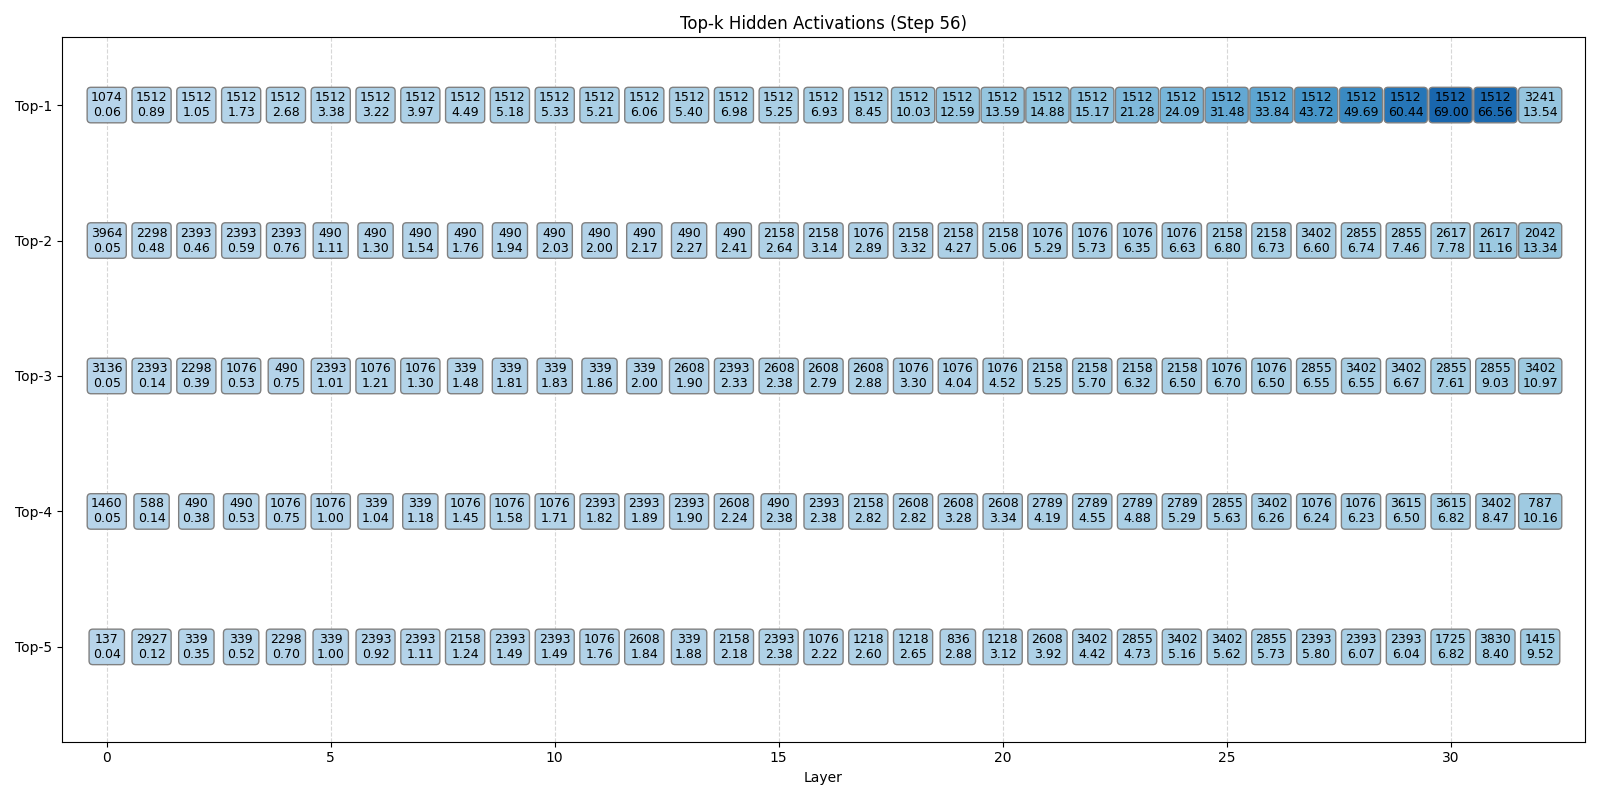 Top-k Hidden Activations (Step 56)
Top-1
1074 1512 1512 1512 1512 1512 1512 1512 1512 1512 1512 1512 1512 1512 1512 1512 1512 1512 1512 1512 1512 1512 1512 1512 1512 1512 1512 1512 1512 1512 1512 1512 3241
0.06 0.89 1.05 1.73 2.68 3.38 3.22 3.97 4.49 5.18 5.33 5.21 6.06 5.40 6.98 5.25 6.93 8.45 10.03 12.59 13.59 14.88 15.17 21.28 24.09 31.48 33.84 43.72 49.69 60.44 69.00 66.56 13.54
Top-2
3964 2298 2393 2393 2393 490 490 490 490 490 490 490 490 490 490 2158 2158 1076 2158 2158 2158 1076 1076 1076 1076 2158 2158 3402 2855 2855 2617 2617 2042
0.05 0.48 0.46 0.59 0.76 1.11 1.30 1.54 1.76 1.94 2.03 2.00 2.17 2.27 2.41 2.64 3.14 2.89 3.32 4.27 5.06 5.29 5.73 6.35 6.63 6.80 6.73 6.60 6.74 7.46 7.78 11.16 13.34
Top-3
3136 2393 2298 1076 490 2393 1076 1076 339 339 339 339 339 2608 2393 2608 2608 2608 1076 1076 1076 2158 2158 2158 2158 1076 1076 2855 3402 3402 2855 2855 3402
0.05 0.14 0.39 0.53 0.75 1.01 1.21 1.30 1.48 1.81 1.83 1.86 2.00 1.90 2.33 2.38 2.79 2.88 3.30 4.04 4.52 5.25 5.70 6.32 6.50 6.70 6.50 6.55 6.55 6.67 7.61 9.03 10.97
Top-4
1460 588 490 490 1076 1076 339 339 1076 1076 1076 2393 2393 2393 2608 490 2393 2158 2608 2608 2608 2789 2789 2789 2789 2855 3402 1076 1076 3615 3615 3402 787
0.05 0.14 0.38 0.53 0.75 1.00 1.04 1.18 1.45 1.58 1.71 1.82 1.89 1.90 2.24 2.38 2.38 2.82 2.82 3.28 3.34 4.19 4.55 4.88 5.29 5.63 6.26 6.24 6.23 6.50 6.82 8.47 10.16
Top-5
137 2927 339 339 2298 339 2393 2393 2158 2393 2393 1076 2608 339 2158 2393 1076 1218 1218 836 1218 2608 3402 2855 3402 3402 2855 2393 2393 2393 1725 3830 1415
0.04 0.12 0.35 0.52 0.70 1.00 0.92 1.11 1.24 1.49 1.49 1.76 1.84 1.88 2.18 2.38 2.22 2.60 2.65 2.88 3.12 3.92 4.42 4.73 5.16 5.62 5.73 5.80 6.07 6.04 6.82 8.40 9.52
0 5 10 15 20 25 30
Layer